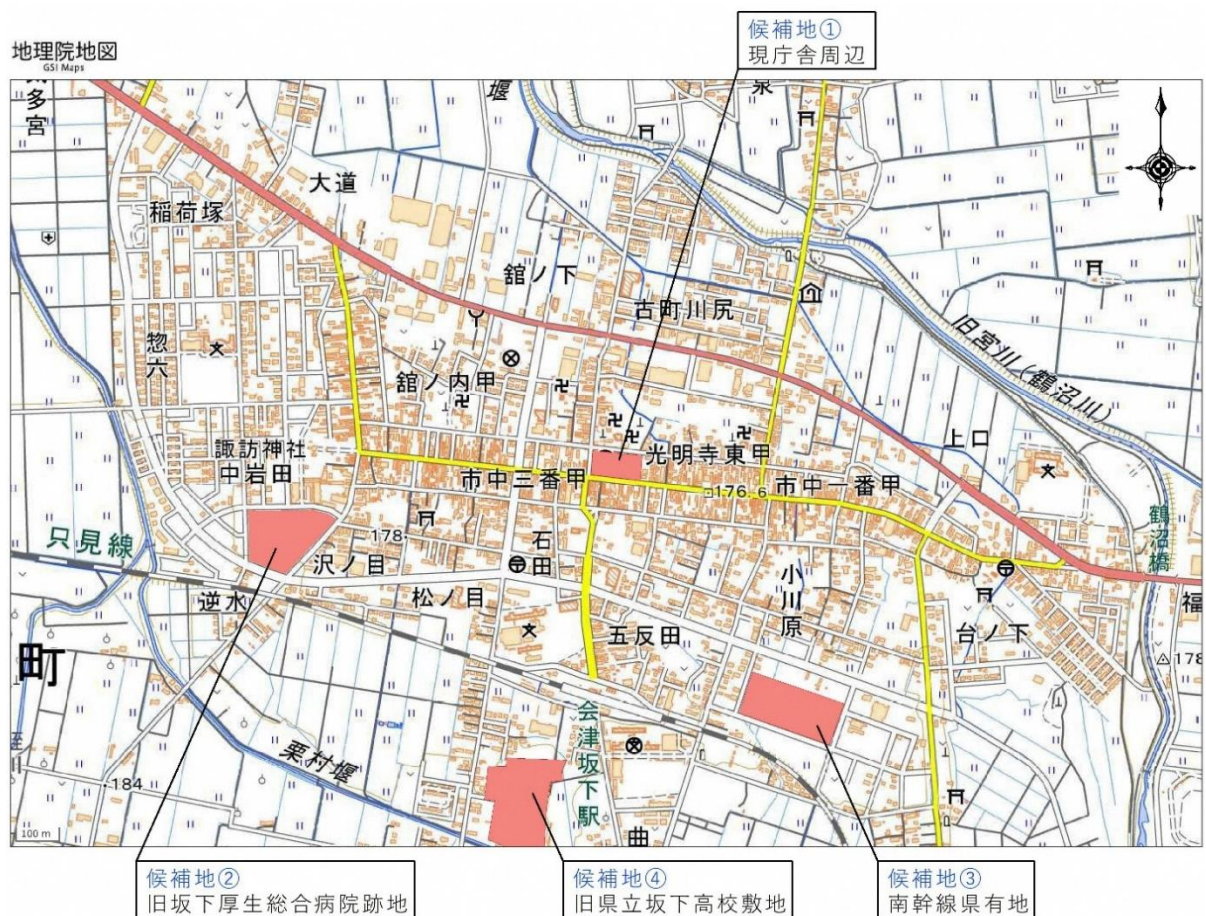 候補地①
現庁舎周辺
地理院地図
GSI Maps
多宮
堰
泉
大道
稲荷塚
舘ノ下
古町川尻
惣六
舘ノ内甲
旧宮川(鶴沼川)
上口
諏訪神社
中岩田
市中三番甲
光明寺東甲
176.6
市中一番甲
鶴沼橋
只見線
178
沢ノ目
石田
小川原
逆水
松ノ目
五反田
台ノ下
福
178
町
会津坂下駅
栗村堰
184
曲
100 m
候補地②
旧坂下厚生総合病院跡地
候補地④
旧県立坂下高校敷地
候補地③
南幹線県有地